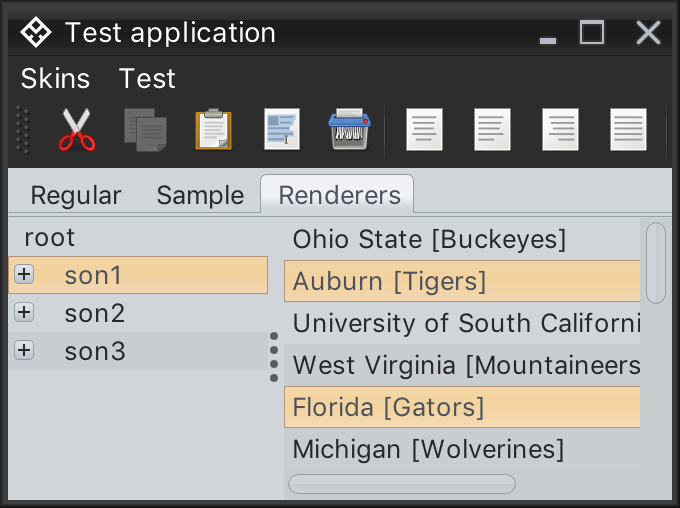 Test application
Skins Test
Regular Sample Renderers
root
son1
son2
son3
Ohio State [Buckeyes]
Auburn [Tigers]
University of South Californi
West Virginia [Mountaineers
Florida [Gators]
Michigan [Wolverines]